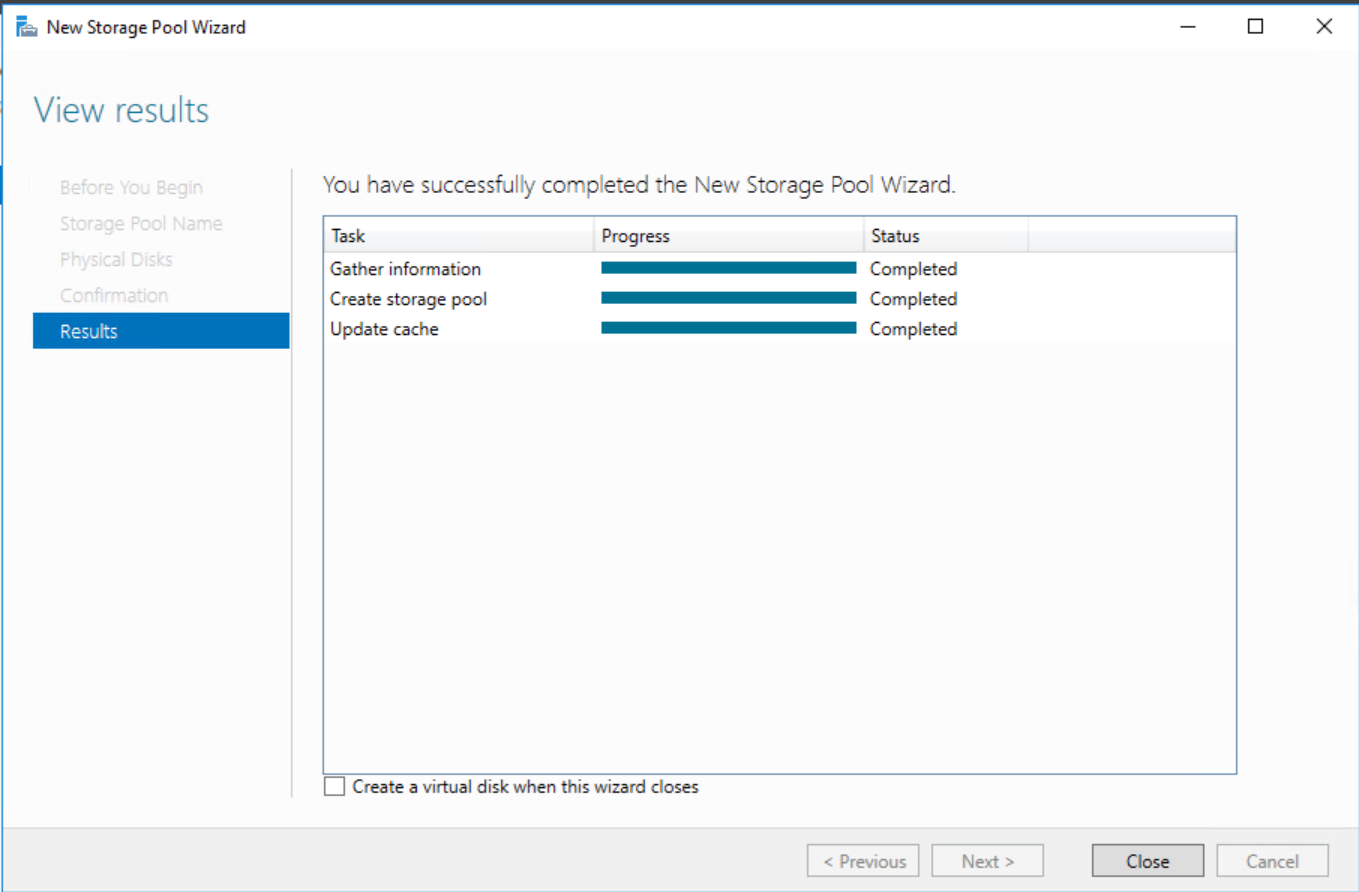 New Storage Pool Wizard
View results
Before You Begin
Storage Pool Name
Physical Disks
Confirmation
Results
You have successfully completed the New Storage Pool Wizard.
Task Progress Status
Gather information Completed
Create storage pool Completed
Update cache Completed
Create a virtual disk when this wizard closes
< Previous Next > Close Cancel